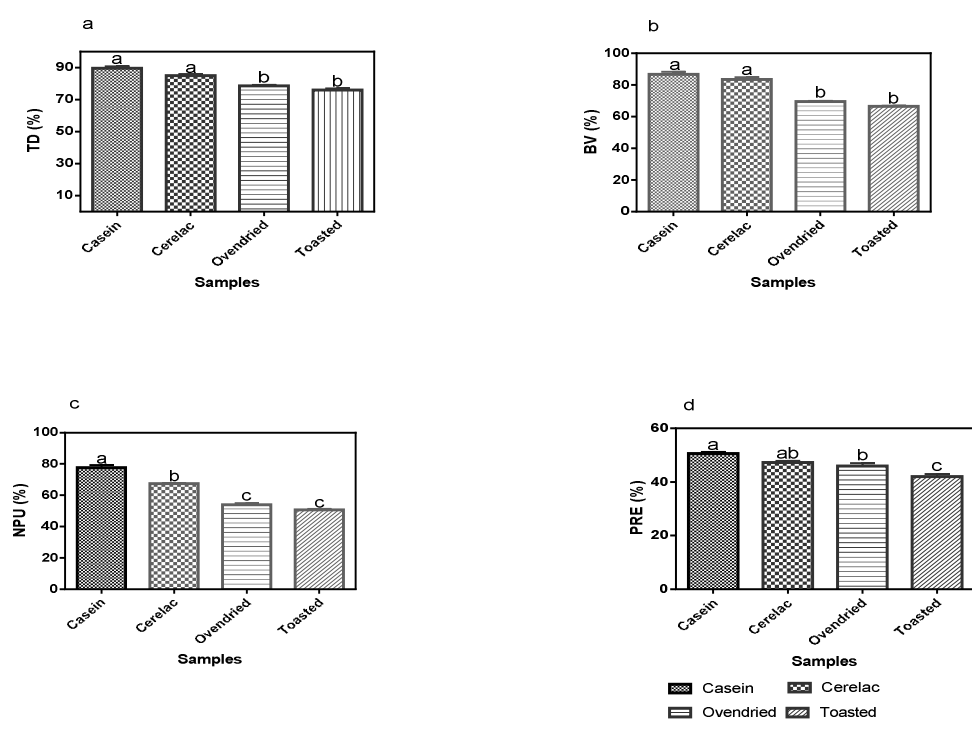 a
TD (%)
90
70
50
30
10
a
a
b
b
Casein
Cerelac
Ovendried
Toasted
Samples
b
BV (%)
100
80
60
40
20
0
a
a
b
b
Casein
Cerelac
Ovendried
Toasted
Samples
c
NPU (%)
100
80
60
40
20
0
a
b
c
c
Casein
Cerelac
Ovendried
Toasted
Samples
d
PRE (%)
60
40
20
0
a
ab
b
c
Casein
Cerelac
Ovendried
Toasted
Samples
Casein Cerelac
Ovendried Toasted